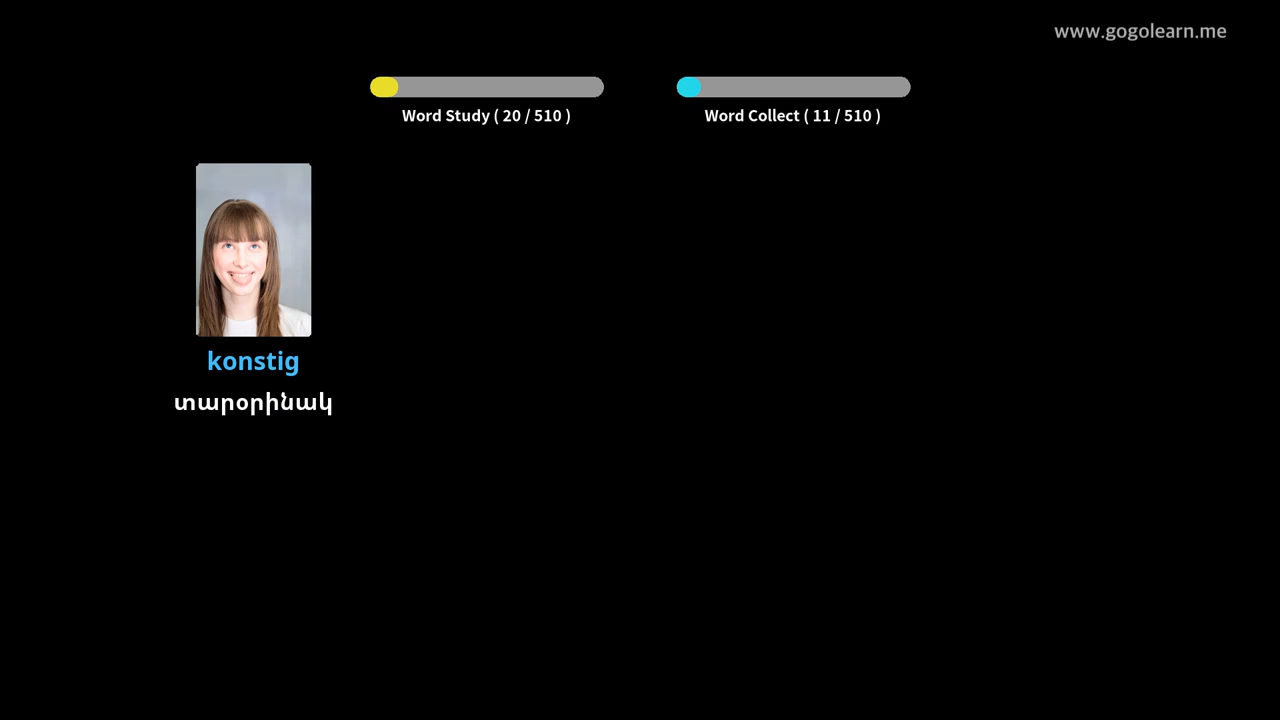 www.gogolearn.me
Word Study ( 20 / 510 )
Word Collect ( 11 / 510 )
konstig
տարօրինակ